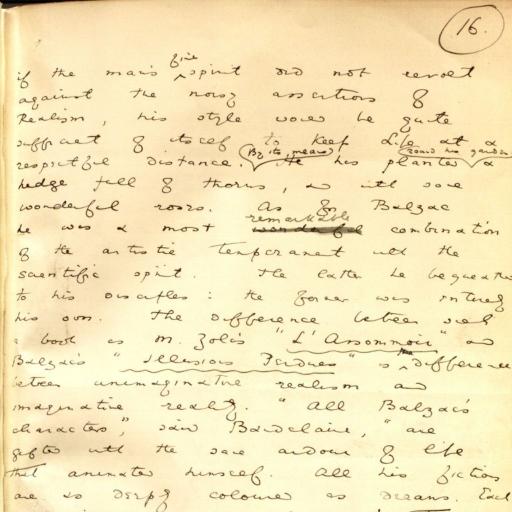 16.
if the man's fine spirit did not revolt
against the noisy assertions of
Realism, his style would be quite
sufficient of itself to keep Life at a
respectful distance. By its means He has planted round his garden a
hedge full of thorns, and with some
wonderful roses. As for Balzac
he was a most remarkable wonderful combination
of the artistic temperament with the
scientific spirit. The latter he bequeathed
to his disciples: the former was entirely
his own. The difference between such
a book as M. Zola's "L'Assommoir" and
Balzac's "Illusions Perdues" is the difference
between unimaginative realism and
imaginative reality. "All Balzac's
characters", said Baudelaire, "are
gifted with the same ardour of life
that animated himself. All his fictions
are as deeply coloured as dreams. Each